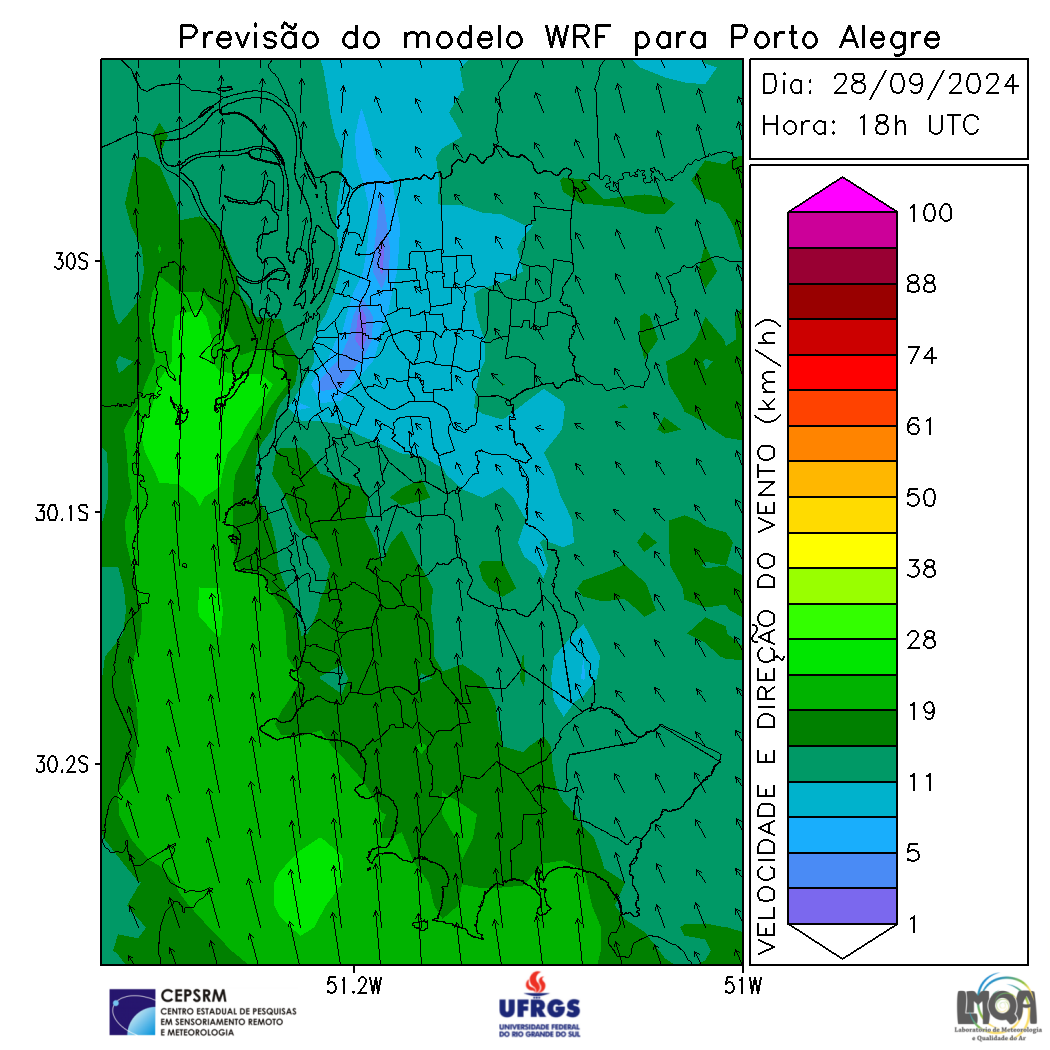 Previsão do modelo WRF para Porto Alegre
Dia: 28/09/2024
Hora: 18h UTC
30S
30.1S
30.2S
51.2W
51W
VELOCIDADE E DIREÇÃO DO VENTO (km/h)
100
88
74
61
50
38
28
19
11
5
1
CEPSRM
CENTRO ESTADUAL DE PESQUISAS
EM SENSORIAMENTO REMOTO
E METEOROLOGIA
UFRGS
UNIVERSIDADE FEDERAL
DO RIO GRANDE DO SUL
LMQA
Laboratório de Meteorologia
e Qualidade do Ar